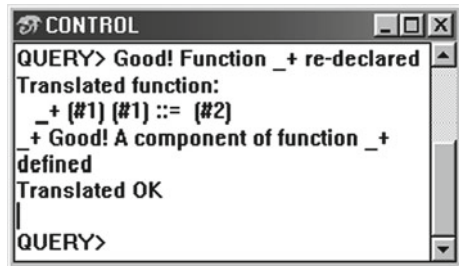 CONTROL
QUERY> Good! Function _+ re-declared
Translated function:
_+ (#1) (#1) ::= (#2)
_+ Good! A component of function _+
defined
Translated OK
QUERY>